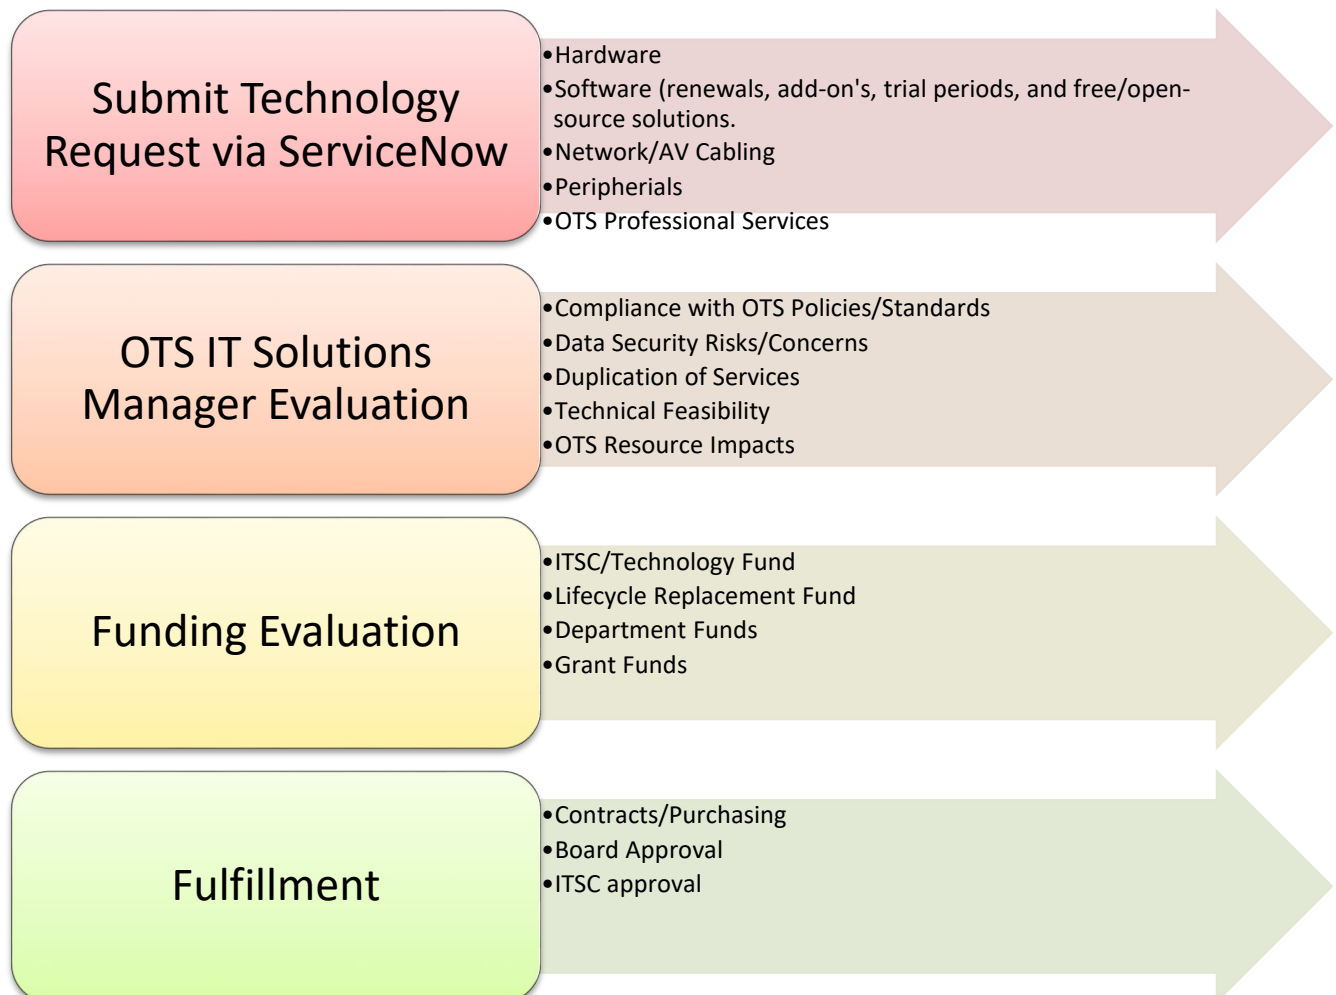 Submit Technology
Request via ServiceNow
•Hardware
•Software (renewals, add-on's, trial periods, and free/open-
source solutions.
•Network/AV Cabling
•Peripherials
•OTS Professional Services
OTS IT Solutions
Manager Evaluation
•Compliance with OTS Policies/Standards
•Data Security Risks/Concerns
•Duplication of Services
•Technical Feasibility
•OTS Resource Impacts
Funding Evaluation
•ITSC/Technology Fund
•Lifecycle Replacement Fund
•Department Funds
•Grant Funds
Fulfillment
•Contracts/Purchasing
•Board Approval
•ITSC approval